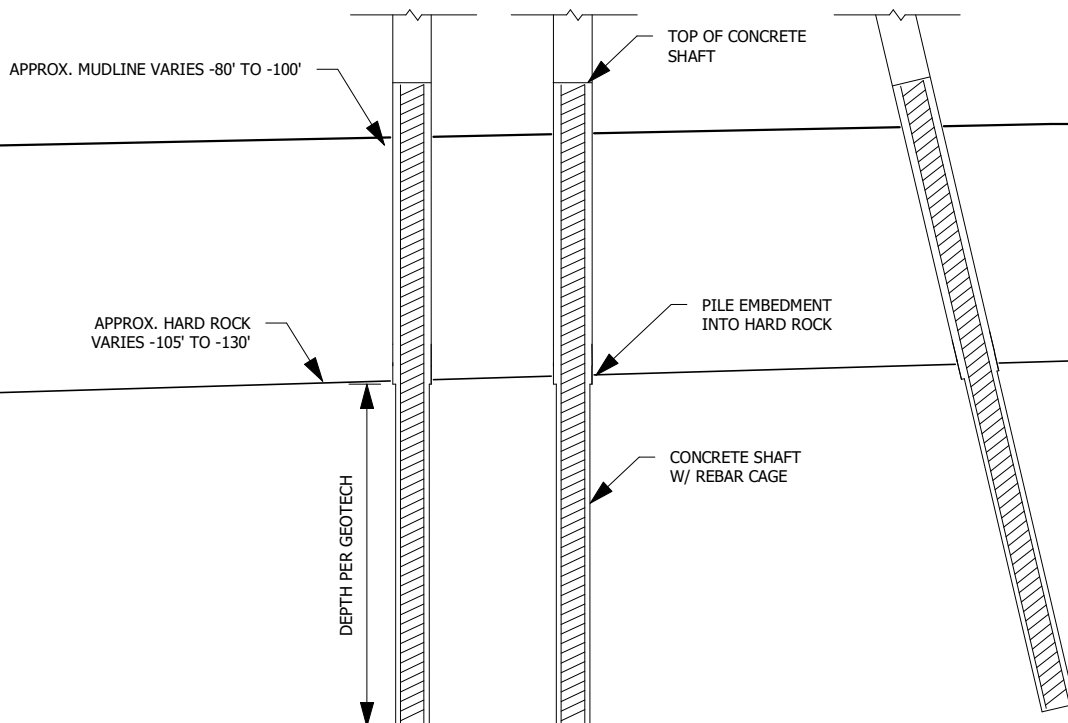 TOP OF CONCRETE
SHAFT
APPROX. MUDLINE VARIES -80' TO -100'
PILE EMBEDMENT
INTO HARD ROCK
APPROX. HARD ROCK
VARIES -105' TO -130'
CONCRETE SHAFT
W/ REBAR CAGE
DEPTH PER GEOTECH